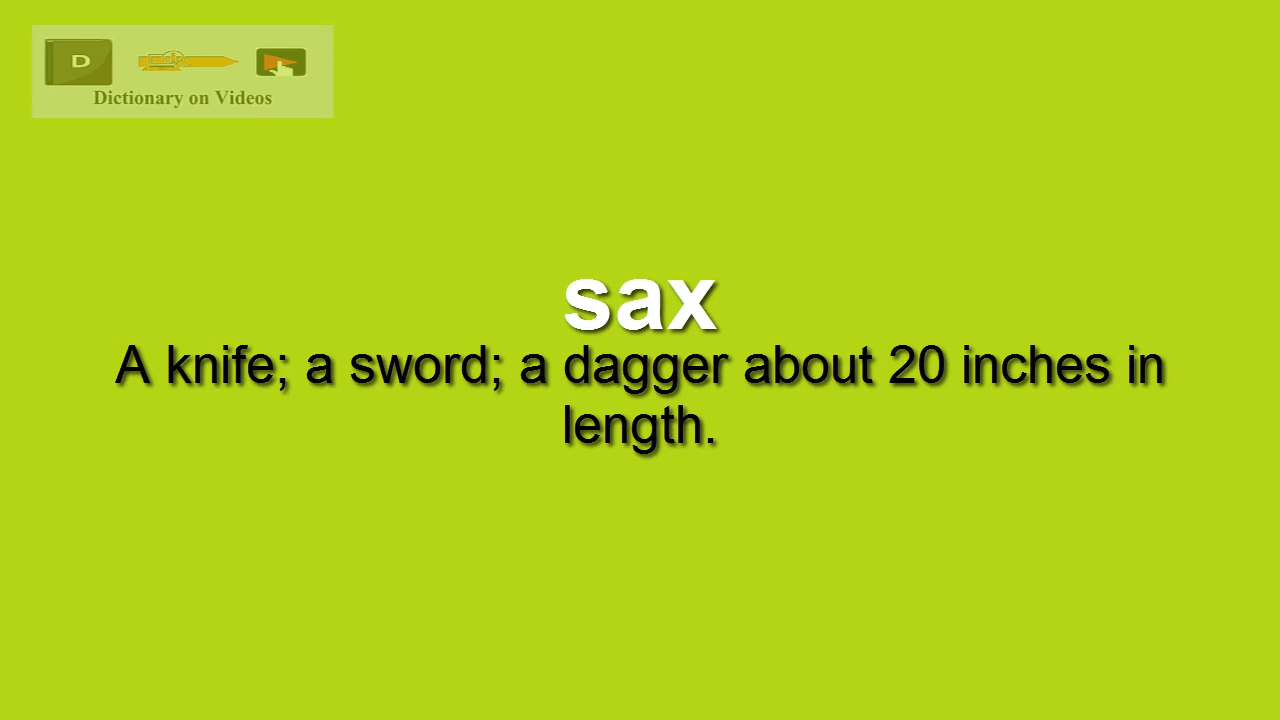 D
Dictionary on Videos
sax
A knife; a sword; a dagger about 20 inches in
length.